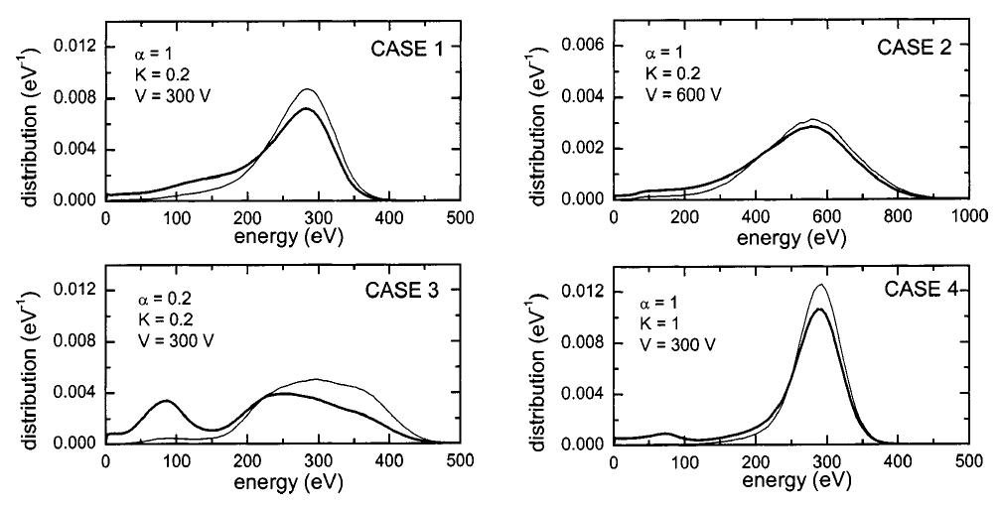 CASE 1
α = 1
K = 0.2
V = 300 V
distribution (eV⁻¹)
0.012
0.008
0.004
0.000
0 100 200 300 400 500
energy (eV)
CASE 2
α = 1
K = 0.2
V = 600 V
distribution (eV⁻¹)
0.006
0.004
0.002
0.000
0 200 400 600 800 1000
energy (eV)
CASE 3
α = 0.2
K = 0.2
V = 300 V
distribution (eV⁻¹)
0.012
0.008
0.004
0.000
0 100 200 300 400 500
energy (eV)
CASE 4
α = 1
K = 1
V = 300 V
distribution (eV⁻¹)
0.012
0.008
0.004
0.000
0 100 200 300 400 500
energy (eV)